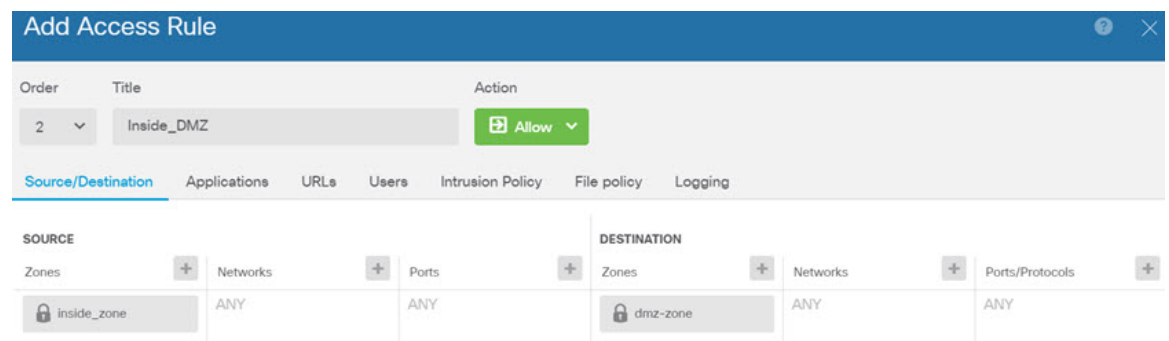 Add Access Rule
Order Title Action
2 Inside_DMZ Allow
Source/Destination Applications URLs Users Intrusion Policy File policy Logging
SOURCE DESTINATION
Zones + Networks + Ports + Zones + Networks + Ports/Protocols +
inside_zone ANY ANY dmz-zone ANY ANY